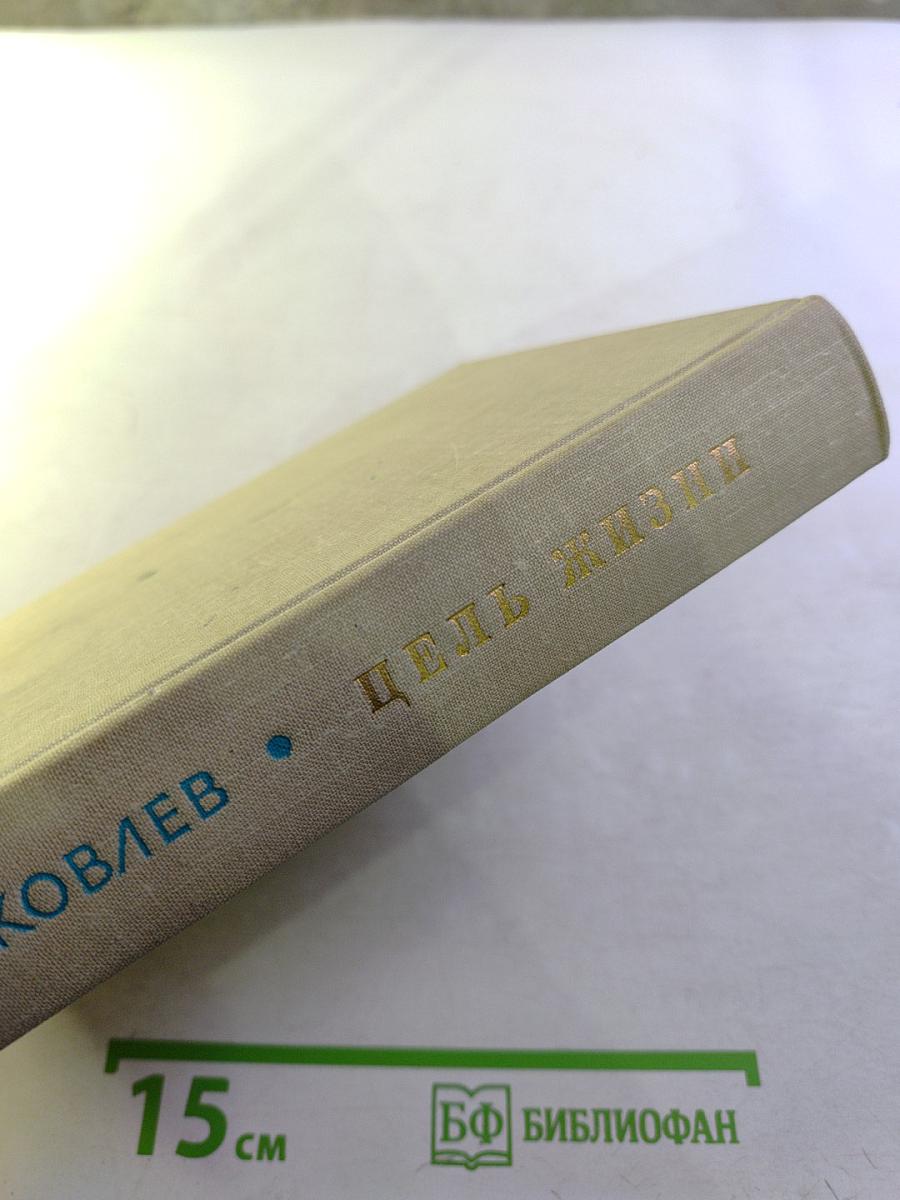 КОВЛЕВ • ЦЕЛЬ ЖИЗНИ
15 см
БФ БИБЛИОФАН